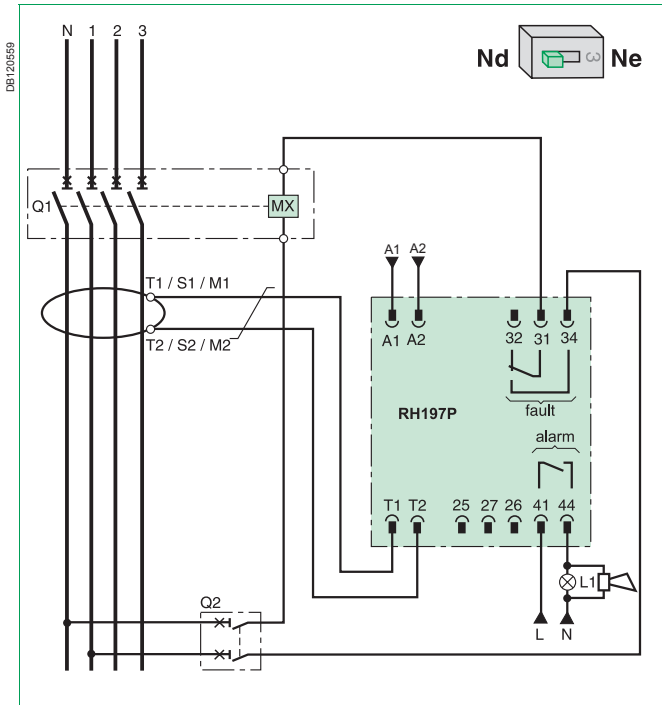 DB120559
N 1 2 3
Nd 3 Ne
Q1
MX
T1 / S1 / M1
T2 / S2 / M2
A1 A2
A1 A2
32 31 34
fault
RH197P
alarm
T1 T2 25 27 26 41 44
L1
L N
Q2